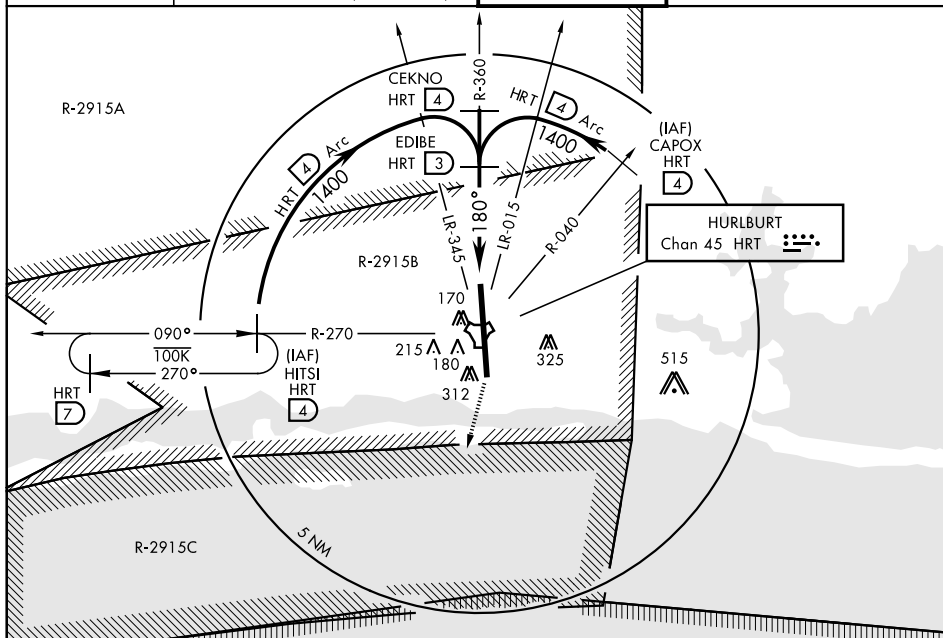 R-2915A
CEKNO
HRT 4
R-360
HRT 4 Arc
1400
(IAF)
CAPOX
HRT
4
HRT 4 Arc
1400
EDIBE
HRT 3
180°
LR-345
LR-015
R-040
HURLBURT
Chan 45 HRT
R-2915B
090°
100K
270°
R-270
(IAF)
HITSI
HRT
4
HRT
7
170
215
180
312
325
515
R-2915C
5 NM